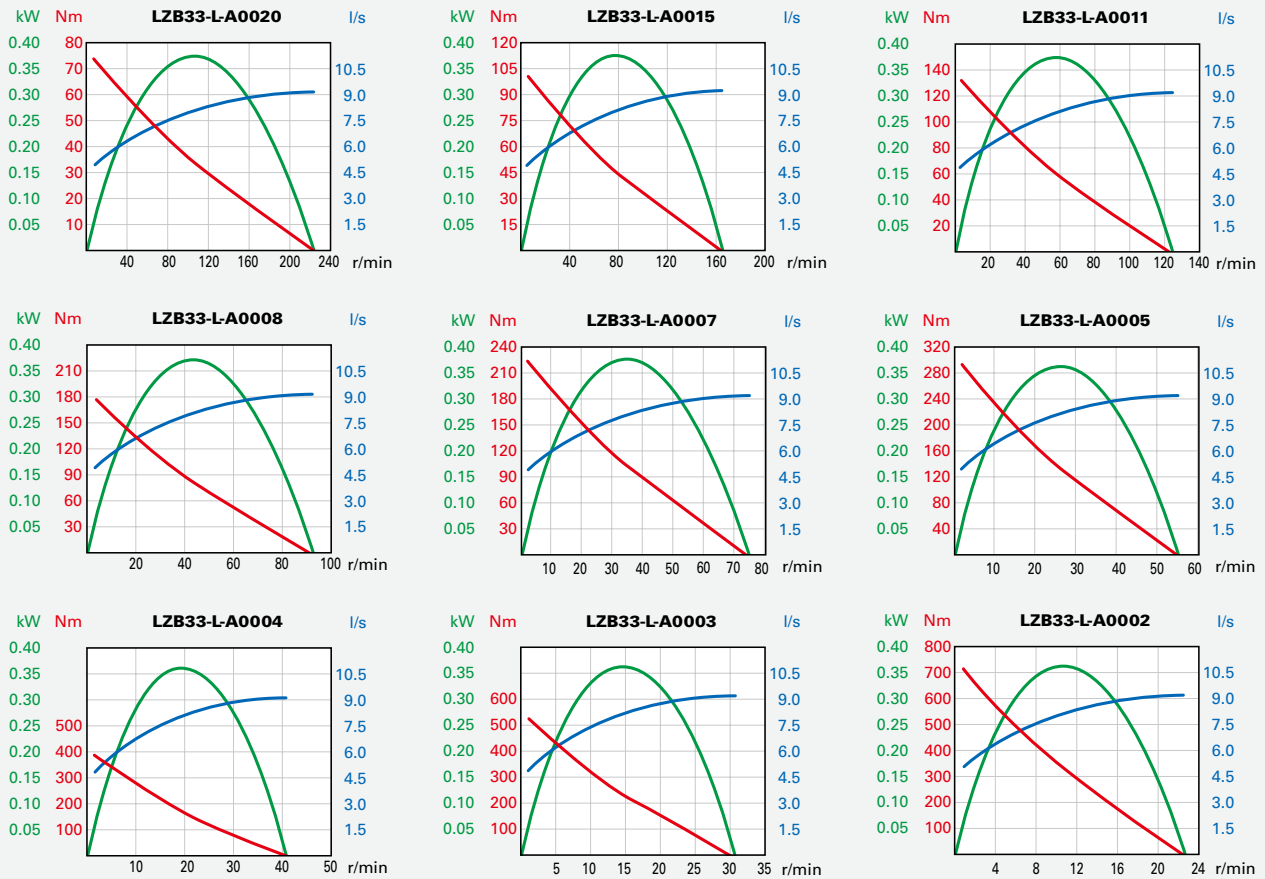 kW Nm LZB33-L-A0020 l/s
0.40 80
0.35 70 10.5
0.30 60 9.0
0.25 50 7.5
0.20 40 6.0
0.15 30 4.5
0.10 20 3.0
0.05 10 1.5
40 80 120 160 200 240 r/min
kW Nm LZB33-L-A0015 l/s
0.40 120
0.35 105 10.5
0.30 90 9.0
0.25 75 7.5
0.20 60 6.0
0.15 45 4.5
0.10 30 3.0
0.05 15 1.5
40 80 120 160 200 r/min
kW Nm LZB33-L-A0011 l/s
0.40
0.35 140 10.5
0.30 120 9.0
0.25 100 7.5
0.20 80 6.0
0.15 60 4.5
0.10 40 3.0
0.05 20 1.5
20 40 60 80 100 120 140 r/min
kW Nm LZB33-L-A0008 l/s
0.40
0.35 210 10.5
0.30 180 9.0
0.25 150 7.5
0.20 120 6.0
0.15 90 4.5
0.10 60 3.0
0.05 30 1.5
20 40 60 80 100 r/min
kW Nm LZB33-L-A0007 l/s
0.40 240
0.35 210 10.5
0.30 180 9.0
0.25 150 7.5
0.20 120 6.0
0.15 90 4.5
0.10 60 3.0
0.05 30 1.5
10 20 30 40 50 60 70 80 r/min
kW Nm LZB33-L-A0005 l/s
0.40 320
0.35 280 10.5
0.30 240 9.0
0.25 200 7.5
0.20 160 6.0
0.15 120 4.5
0.10 80 3.0
0.05 40 1.5
10 20 30 40 50 60 r/min
kW Nm LZB33-L-A0004 l/s
0.40
0.35 10.5
0.30 9.0
0.25 500 7.5
0.20 400 6.0
0.15 300 4.5
0.10 200 3.0
0.05 100 1.5
10 20 30 40 50 r/min
kW Nm LZB33-L-A0003 l/s
0.40
0.35 10.5
0.30 600 9.0
0.25 500 7.5
0.20 400 6.0
0.15 300 4.5
0.10 200 3.0
0.05 100 1.5
5 10 15 20 25 30 35 r/min
kW Nm LZB33-L-A0002 l/s
0.40 800
0.35 700 10.5
0.30 600 9.0
0.25 500 7.5
0.20 400 6.0
0.15 300 4.5
0.10 200 3.0
0.05 100 1.5
4 8 12 16 20 24 r/min